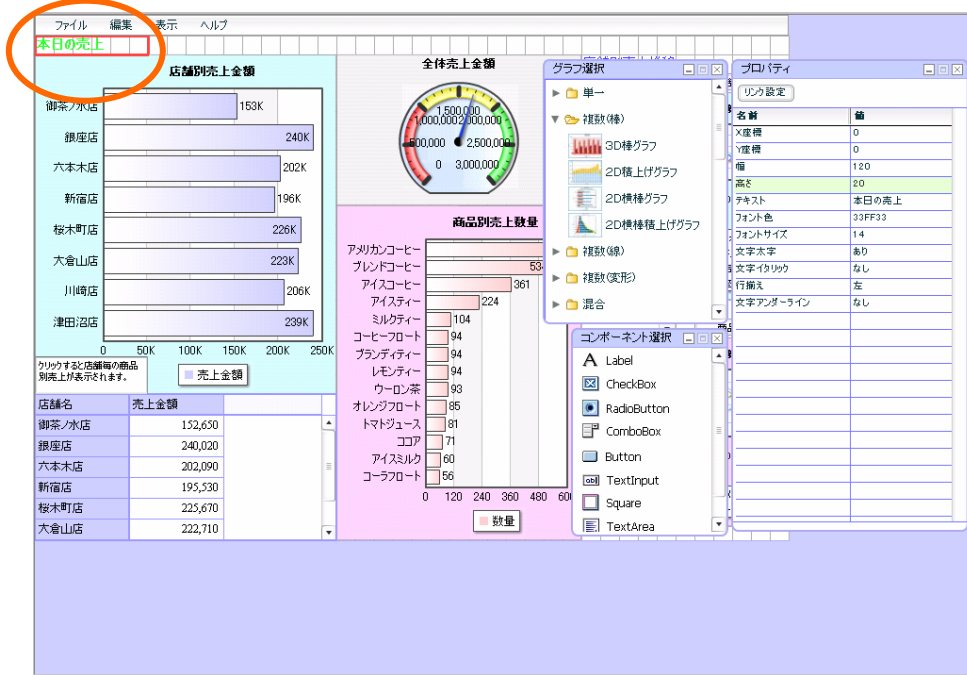 ファイル 編集 表示 ヘルプ
本日の売上
店舗別売上金額
御茶ノ水店 153K
銀座店 240K
六本木店 202K
新宿店 196K
桜木町店 226K
大倉山店 223K
川崎店 206K
津田沼店 239K
0 50K 100K 150K 200K 250K
クリックすると店舗毎の商品
別売上が表示されます。
売上金額
店舗名 売上金額
御茶ノ水店 152,650
銀座店 240,020
六本木店 202,090
新宿店 195,530
桜木町店 225,670
大倉山店 222,710
全体売上金額
1,500,000
1,000,000 2,000,000
500,000 2,500,000
0 3,000,000
商品別売上数量
アメリカンコーヒー
ブレンドコーヒー
アイスコーヒー 361
アイスティー 224
ミルクティー 104
コーヒーフロート 94
ブランディティー 94
レモンティー 94
ウーロン茶 93
オレンジフロート 85
トマトジュース 81
ココア 71
アイスミルク 60
コーラフロート 56
0 120 240 360 480
数量
グラフ選択
単一
複数(棒)
3D棒グラフ
2D積上げグラフ
2D横棒グラフ
2D横棒積上げグラフ
複数(線)
複数(変形)
混合
コンポーネント選択
Label
CheckBox
RadioButton
ComboBox
Button
TextInput
Square
TextArea
プロパティ
リンク設定
名前 値
X座標 0
Y座標 0
幅 120
高さ 20
テキスト 本日の売上
フォント色 33FF33
フォントサイズ 14
文字太字 あり
文字イタリック なし
行揃え 左
文字アンダーライン なし